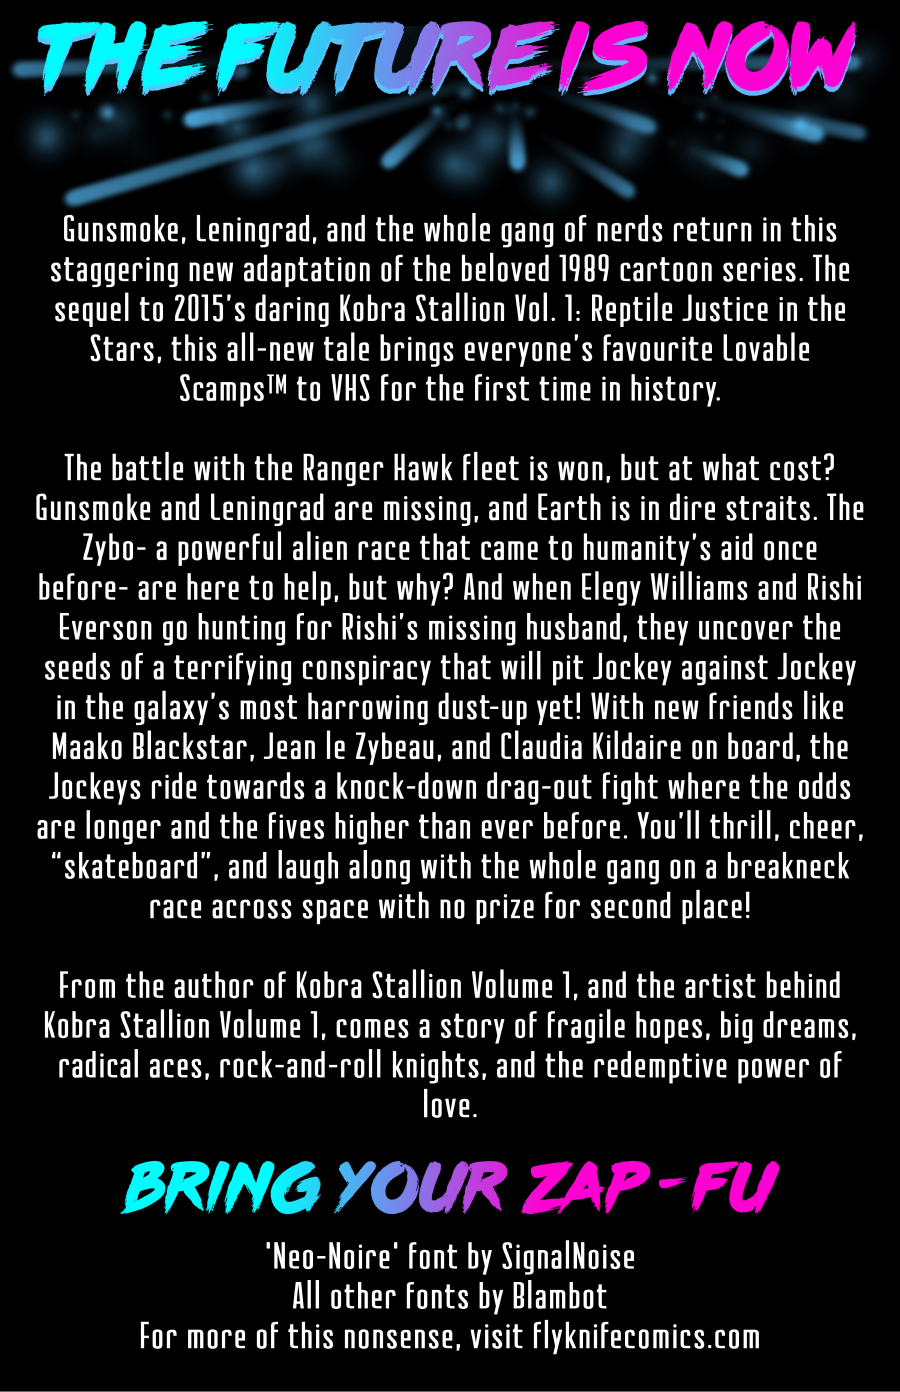 THE FUTURE IS NOW
Gunsmoke, Leningrad, and the whole gang of nerds return in this
staggering new adaptation of the beloved 1989 cartoon series. The
sequel to 2015's daring Kobra Stallion Vol. 1: Reptile Justice in the
Stars, this all-new tale brings everyone's favourite Lovable
Scamps™ to VHS for the first time in history.
The battle with the Ranger Hawk fleet is won, but at what cost?
Gunsmoke and Leningrad are missing, and Earth is in dire straits. The
Zybo- a powerful alien race that came to humanity's aid once
before- are here to help, but why? And when Elegy Williams and Rishi
Everson go hunting for Rishi's missing husband, they uncover the
seeds of a terrifying conspiracy that will pit Jockey against Jockey
in the galaxy's most harrowing dust-up yet! With new friends like
Maako Blackstar, Jean le Zybeau, and Claudia Kildaire on board, the
Jockeys ride towards a knock-down drag-out fight where the odds
are longer and the fives higher than ever before. You'll thrill, cheer,
“skateboard”, and laugh along with the whole gang on a breakneck
race across space with no prize for second place!
From the author of Kobra Stallion Volume 1, and the artist behind
Kobra Stallion Volume 1, comes a story of fragile hopes, big dreams,
radical aces, rock-and-roll knights, and the redemptive power of
love.
BRING YOUR ZAP-FU
'Neo-Noire' font by SignalNoise
All other fonts by Blambot
For more of this nonsense, visit flyknifecomics.com